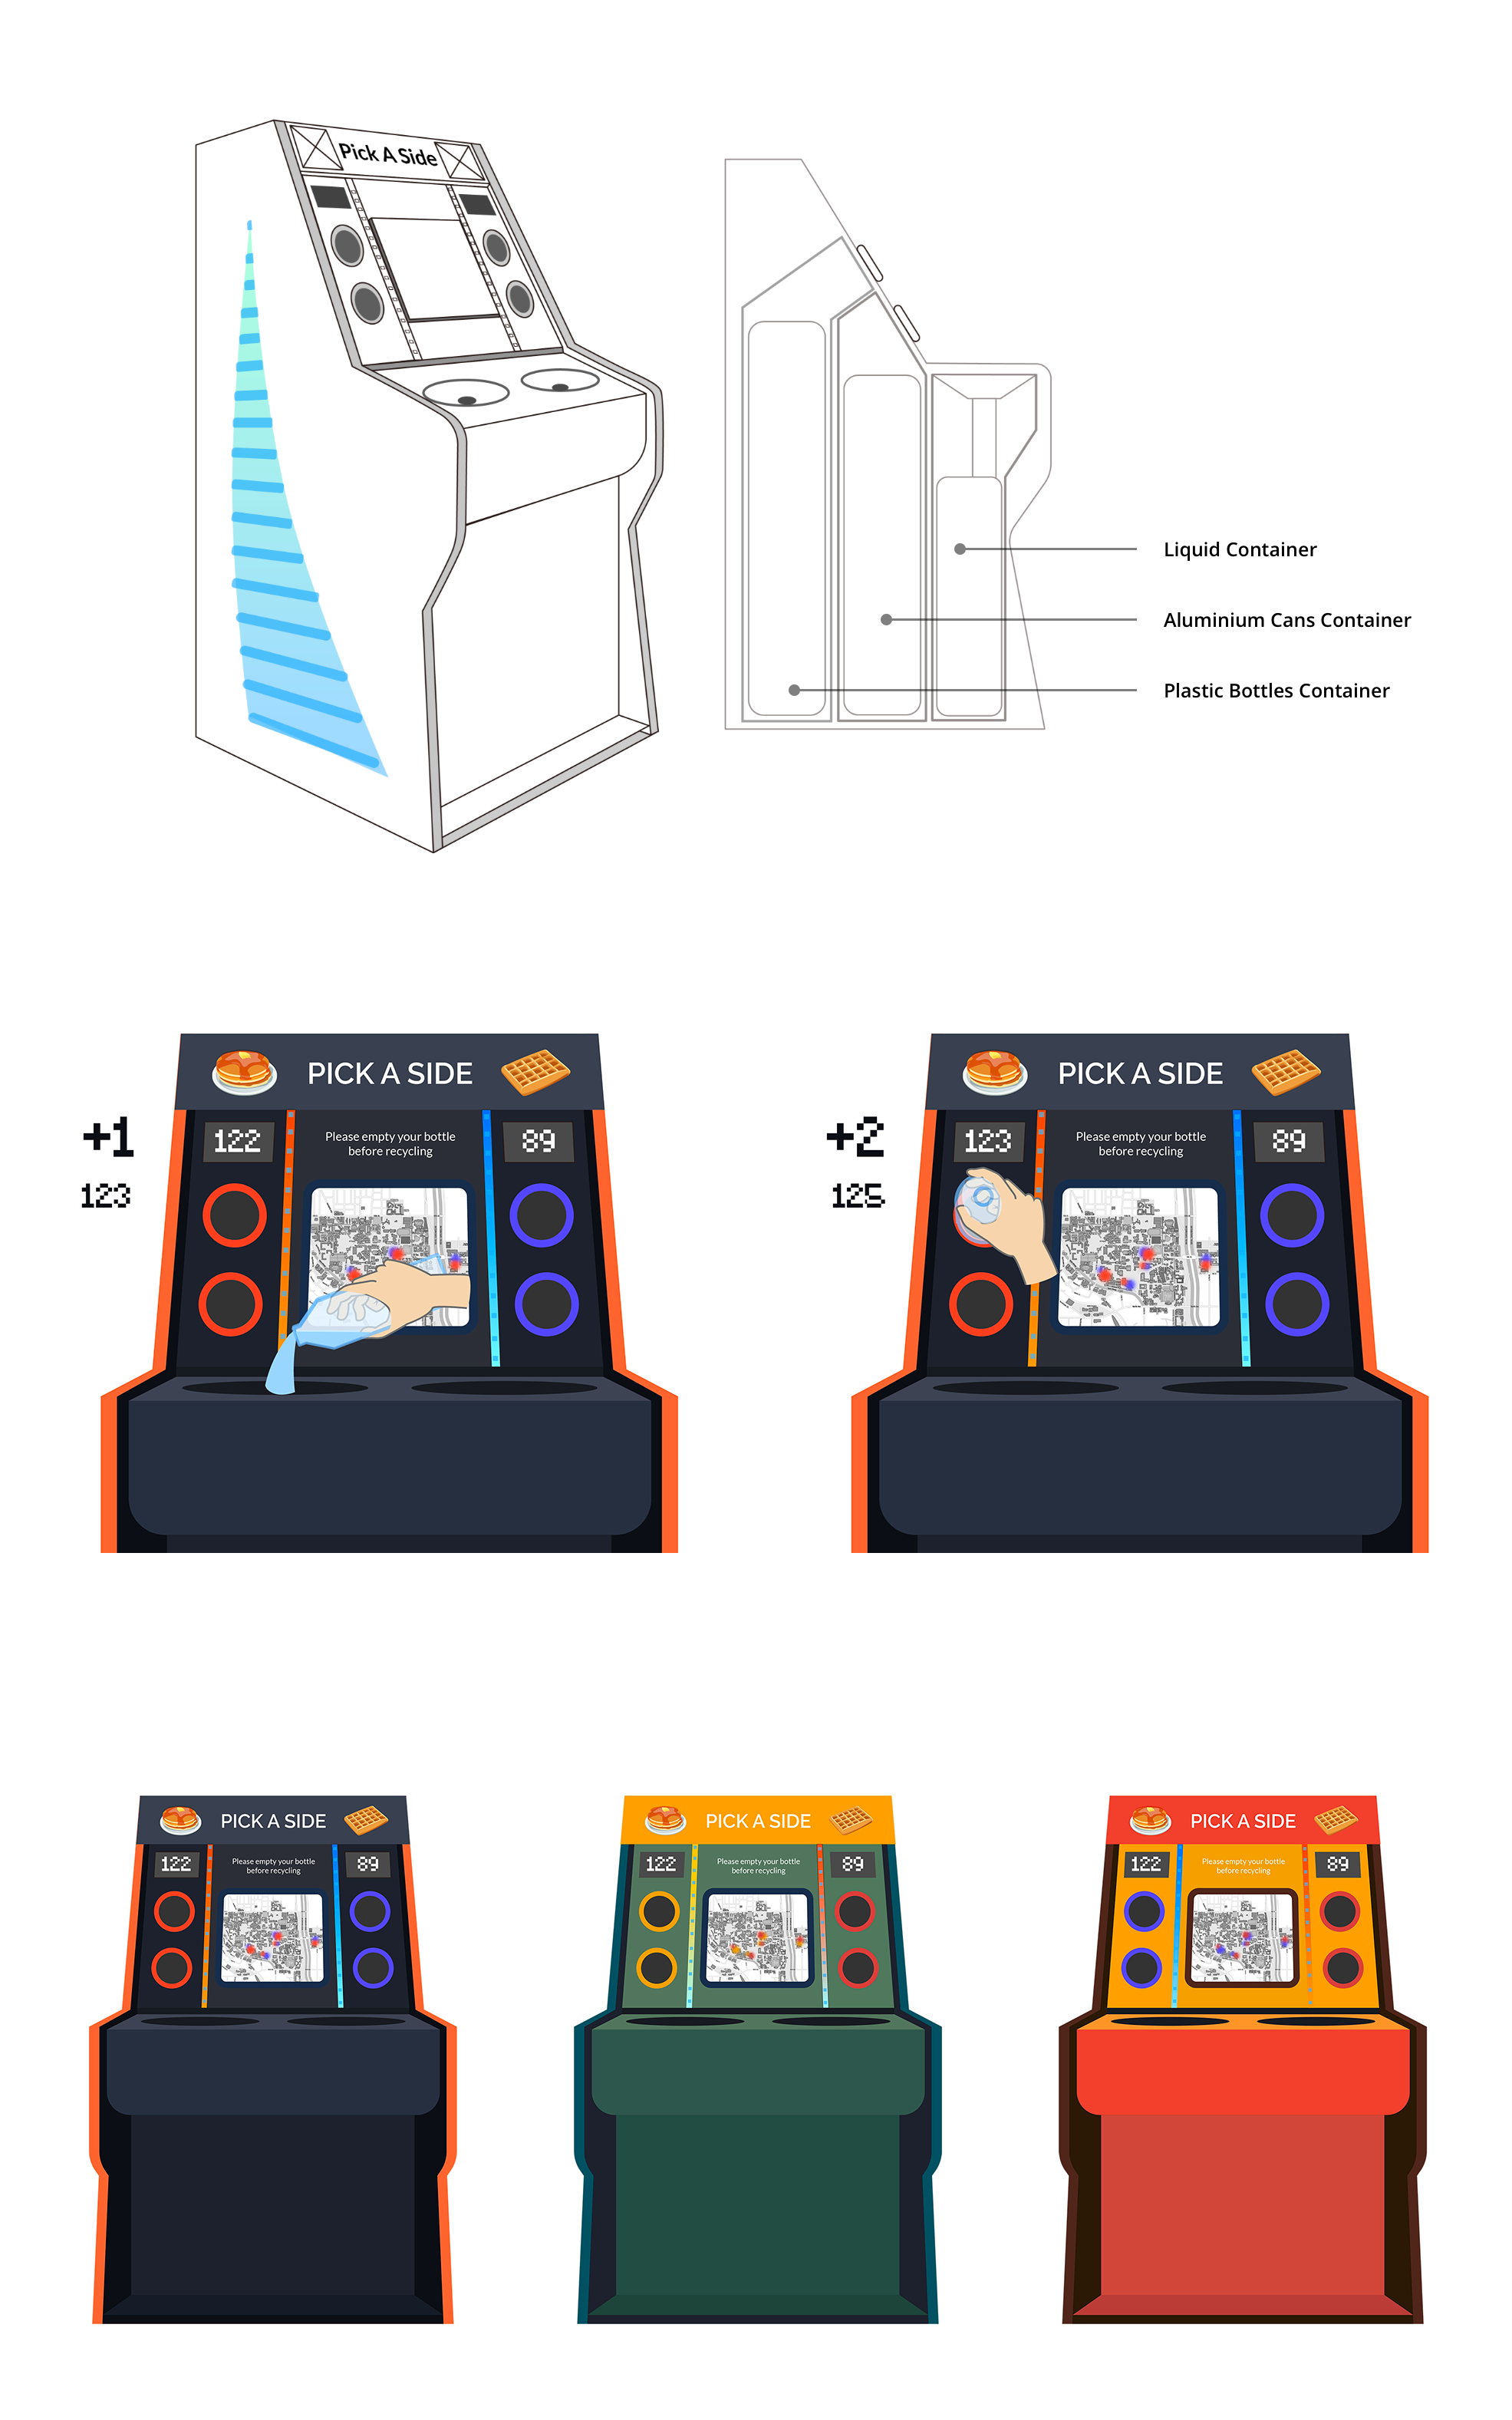 Pick A Side
Liquid Container
Aluminium Cans Container
Plastic Bottles Container
PICK A SIDE
+1
122
Please empty your bottle
before recycling
89
123
PICK A SIDE
+2
123
Please empty your bottle
before recycling
89
125
PICK A SIDE
122
Please empty your bottle
before recycling
89
PICK A SIDE
122
Please empty your bottle
before recycling
89
PICK A SIDE
122
Please empty your bottle
before recycling
89